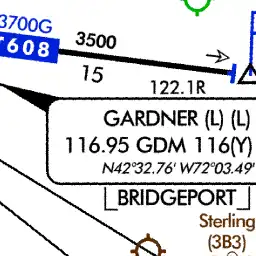 3700G
T608
3500
15
122.1R
GARDNER (L) (L)
116.95 GDM 116(Y)
N42°32.76' W72°03.49'
BRIDGEPORT
Sterling
(3B3)